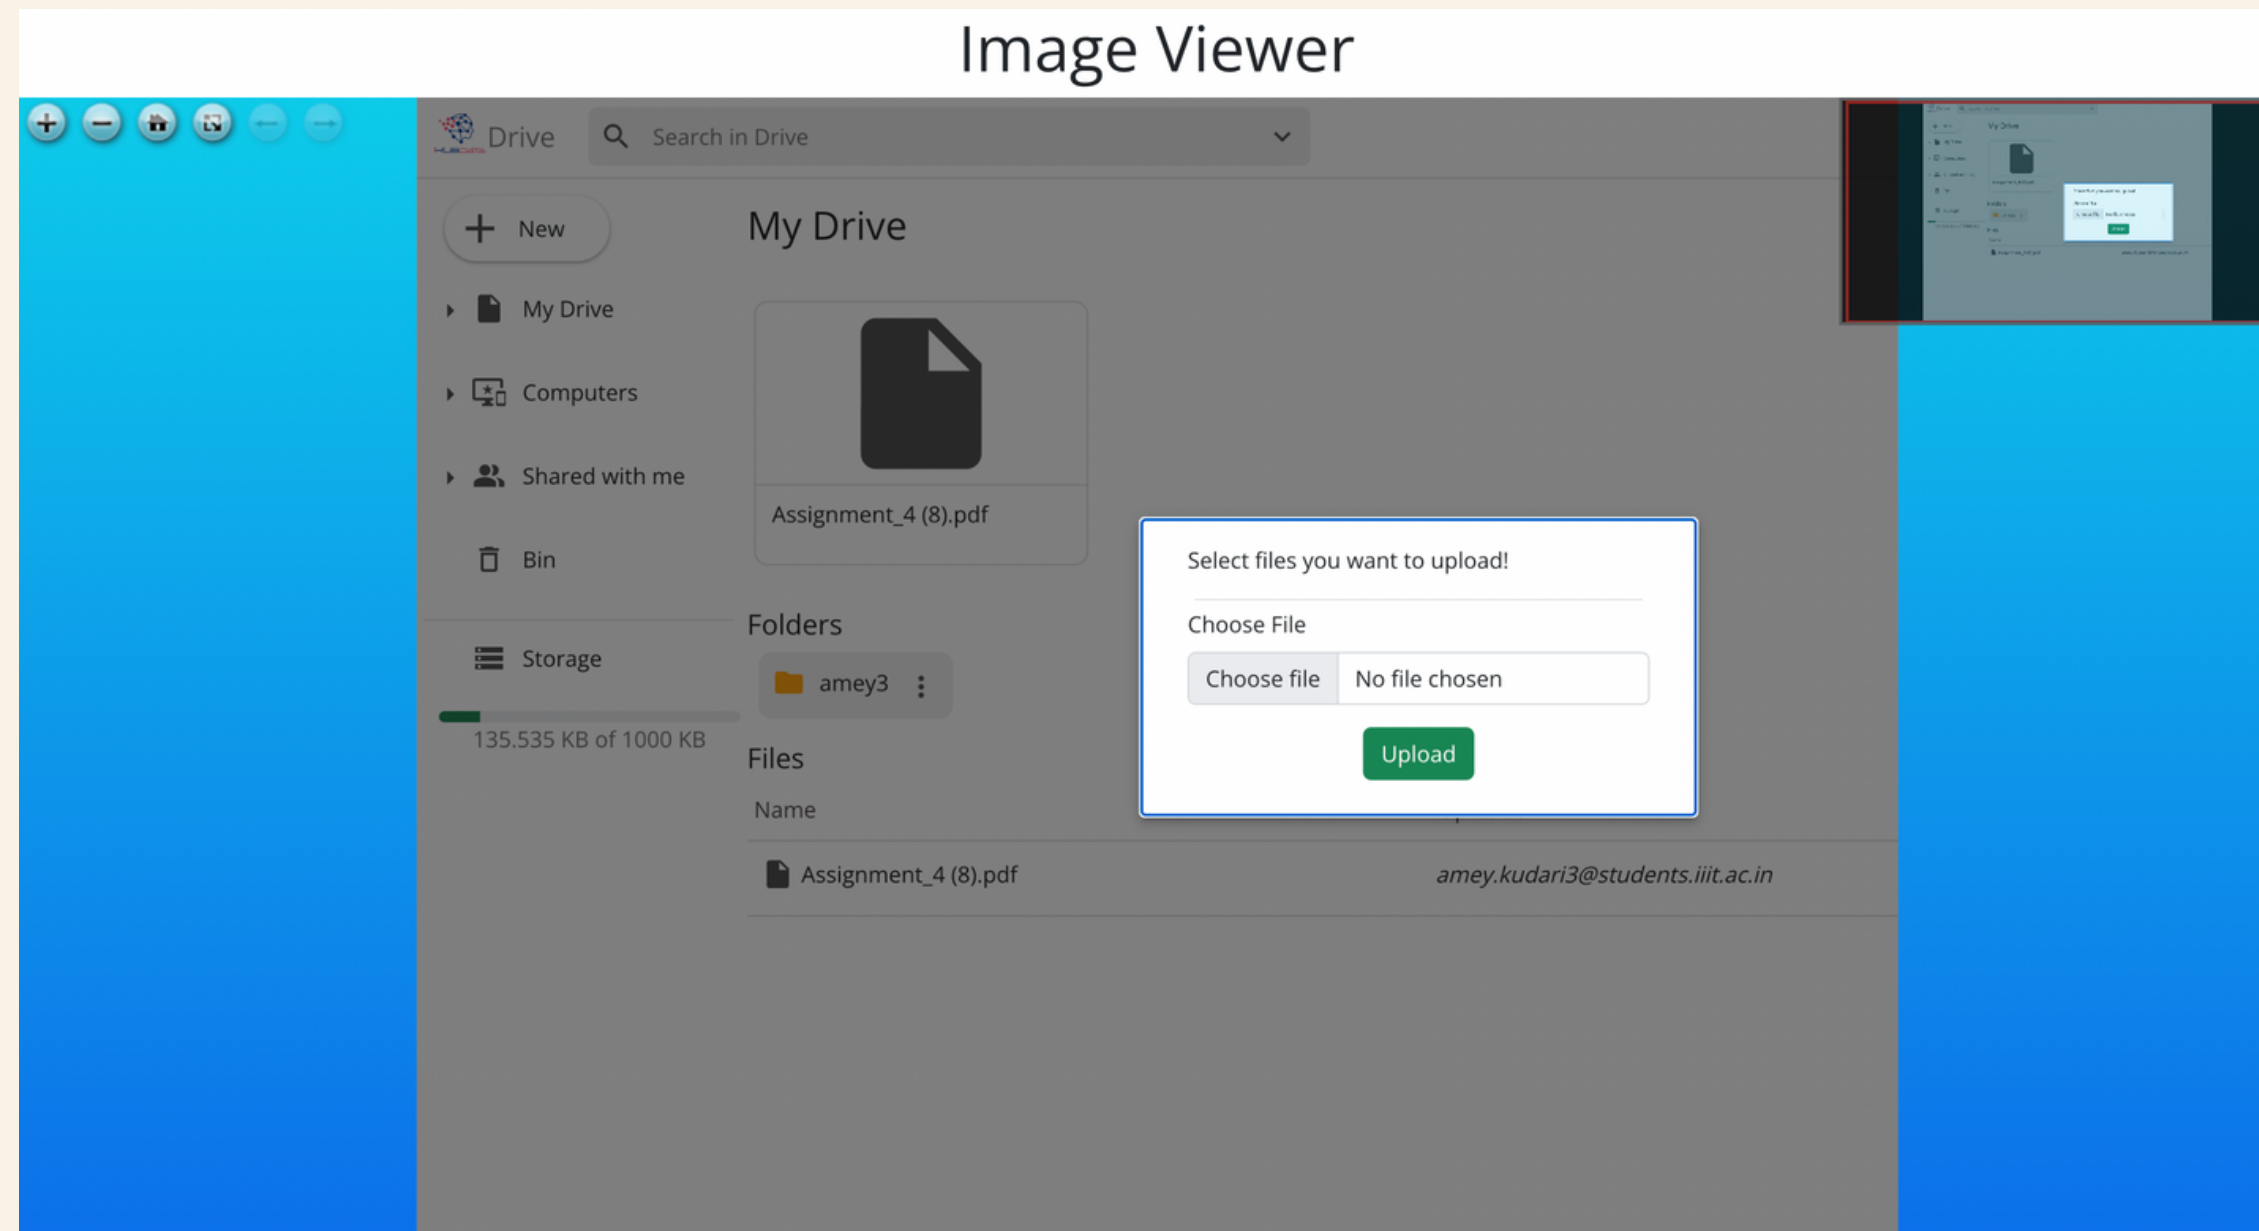 Image Viewer
Drive
Search in Drive
New
My Drive
Computers
Shared with me
Bin
Storage
135.535 KB of 1000 KB
My Drive
Assignment_4 (8).pdf
Folders
amey3
Files
Name
Assignment_4 (8).pdf
amey.kudari3@students.iiit.ac.in
Select files you want to upload!
Choose File
Choose file
No file chosen
Upload
My Drive